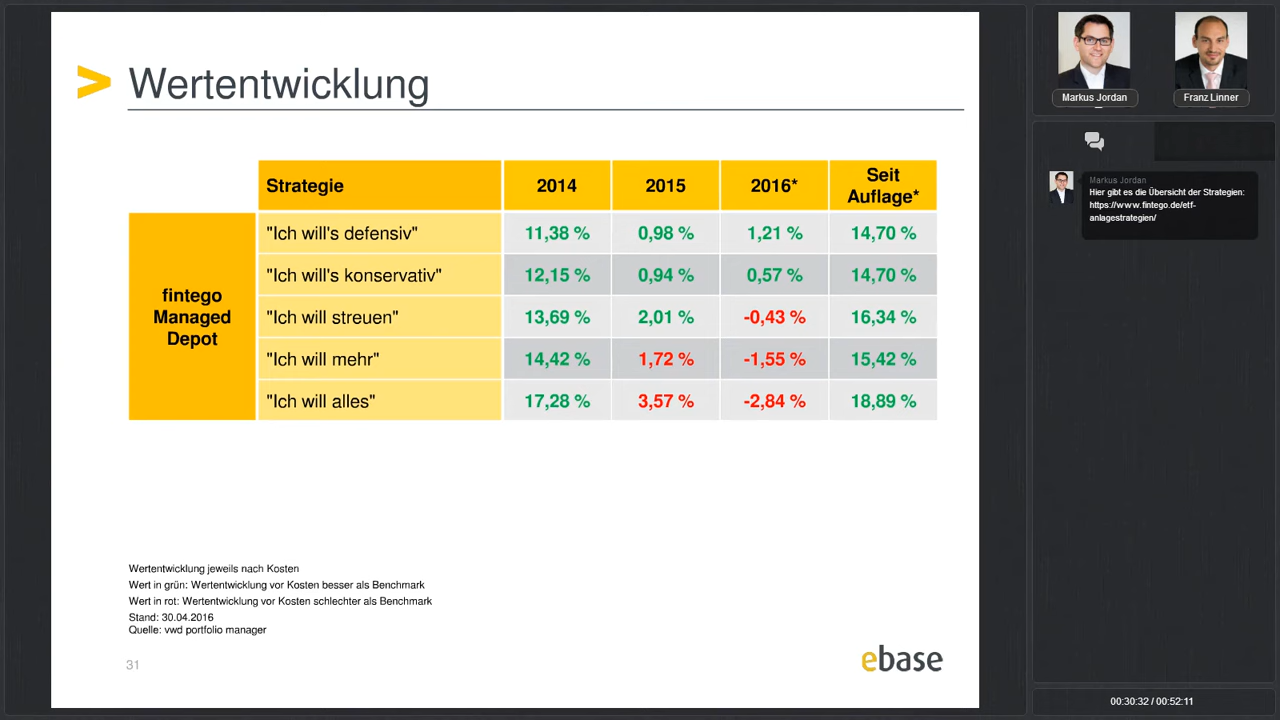 Wertentwicklung
Strategie 2014 2015 2016* Seit Auflage*
fintego Managed Depot
"Ich will's defensiv" 11,38 % 0,98 % 1,21 % 14,70 %
"Ich will's konservativ" 12,15 % 0,94 % 0,57 % 14,70 %
"Ich will streuen" 13,69 % 2,01 % -0,43 % 16,34 %
"Ich will mehr" 14,42 % 1,72 % -1,55 % 15,42 %
"Ich will alles" 17,28 % 3,57 % -2,84 % 18,89 %
Wertentwicklung jeweils nach Kosten
Wert in grün: Wertentwicklung vor Kosten besser als Benchmark
Wert in rot: Wertentwicklung vor Kosten schlechter als Benchmark
Stand: 30.04.2016
Quelle: vwd portfolio manager
31
ebase
Markus Jordan
Franz Linner
Markus Jordan
Hier gibt es die Übersicht der Strategien:
https://www.fintego.de/etf-
anlagestrategien/
00:30:32 / 00:52:11